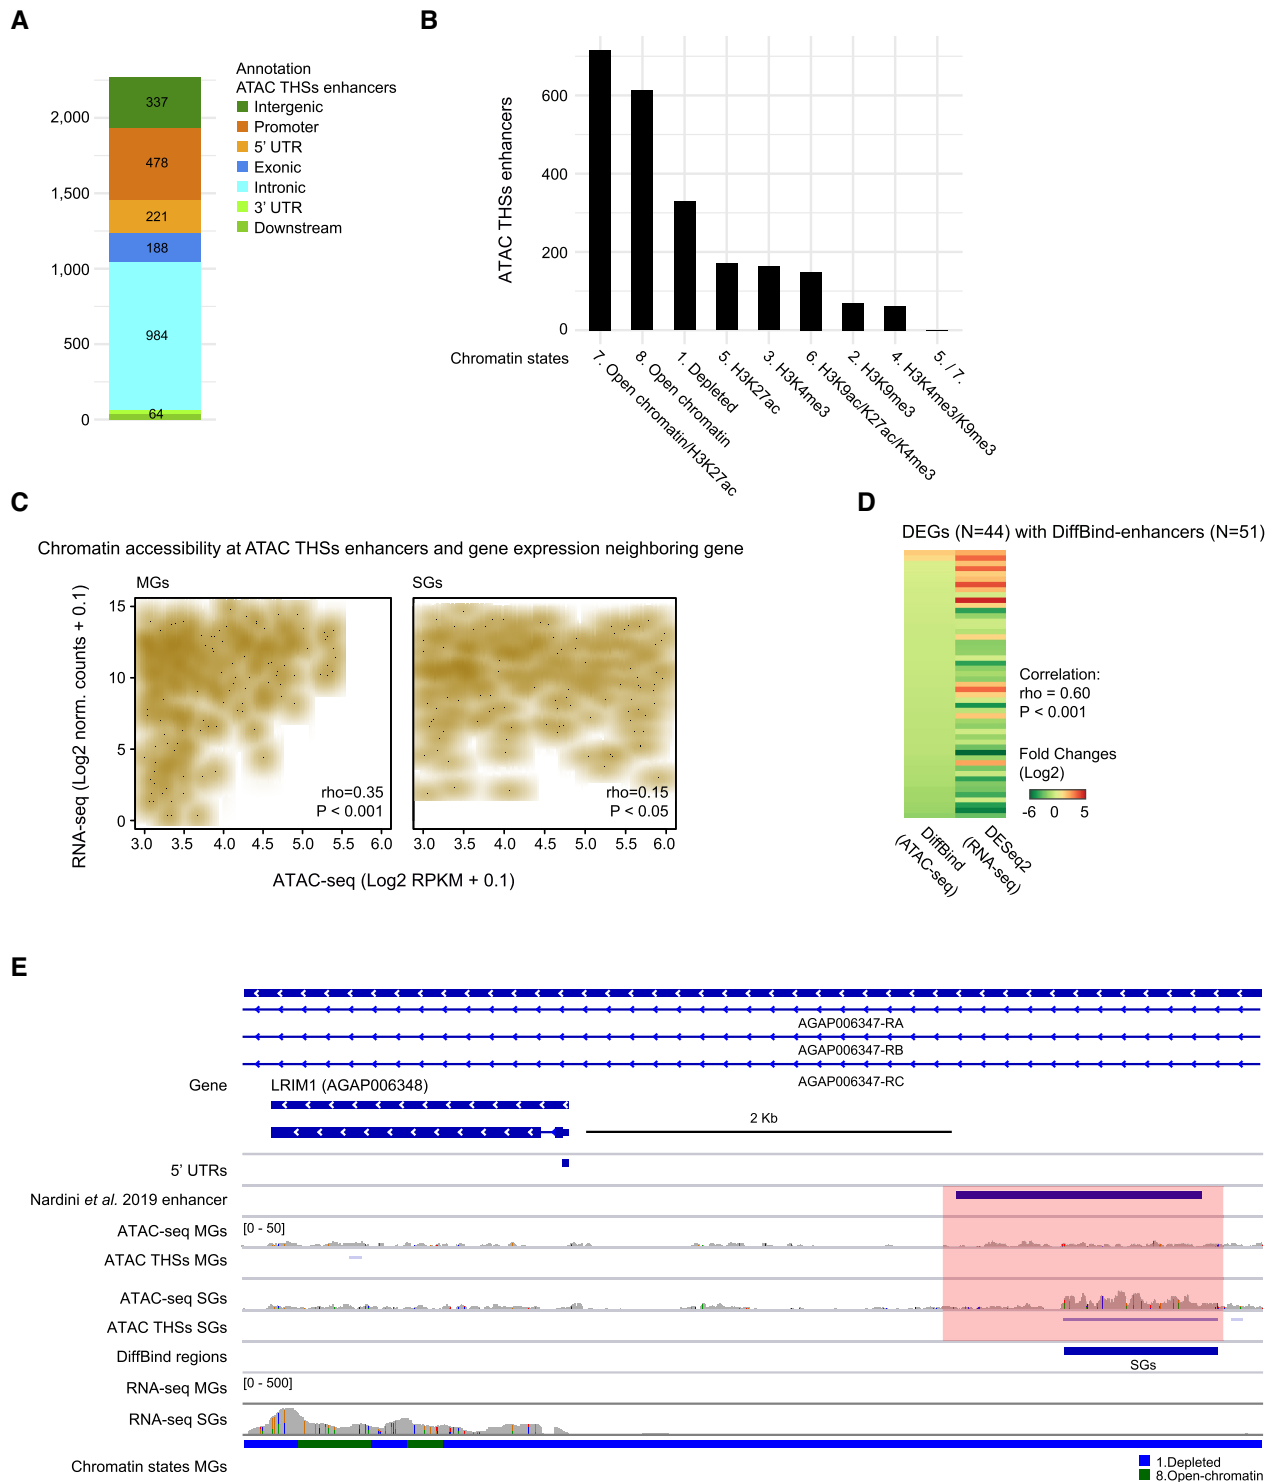 A
Annotation
ATAC THSs enhancers
Intergenic
Promoter
5' UTR
Exonic
Intronic
3' UTR
Downstream
2,000
1,500
1,000
500
0
337
478
221
188
984
64
B
ATAC THSs enhancers
600
400
200
0
Chromatin states
7. Open chromatin/H3K27ac
8. Open chromatin
1. Depleted
5. H3K27ac
3. H3K4me3
6. H3K9ac/K27ac/K4me3
2. H3K9me3
4. H3K4me3/K9me3
5. / 7.
C
Chromatin accessibility at ATAC THSs enhancers and gene expression neighboring gene
MGs
SGs
RNA-seq (Log2 norm. counts + 0.1)
15
10
5
0
rho=0.35
P < 0.001
rho=0.15
P < 0.05
3.0 3.5 4.0 4.5 5.0 5.5 6.0
3.0 3.5 4.0 4.5 5.0 5.5 6.0
ATAC-seq (Log2 RPKM + 0.1)
D
DEGs (N=44) with DiffBind-enhancers (N=51)
Correlation:
rho = 0.60
P < 0.001
Fold Changes
(Log2)
-6 0 5
DiffBind
(ATAC-seq)
DESeq2
(RNA-seq)
E
AGAP006347-RA
AGAP006347-RB
AGAP006347-RC
Gene
LRIM1 (AGAP006348)
2 Kb
5' UTRs
Nardini et al. 2019 enhancer
ATAC-seq MGs
[0 - 50]
ATAC THSs MGs
ATAC-seq SGs
ATAC THSs SGs
DiffBind regions
SGs
RNA-seq MGs
[0 - 500]
RNA-seq SGs
Chromatin states MGs
1.Depleted
8.Open-chromatin